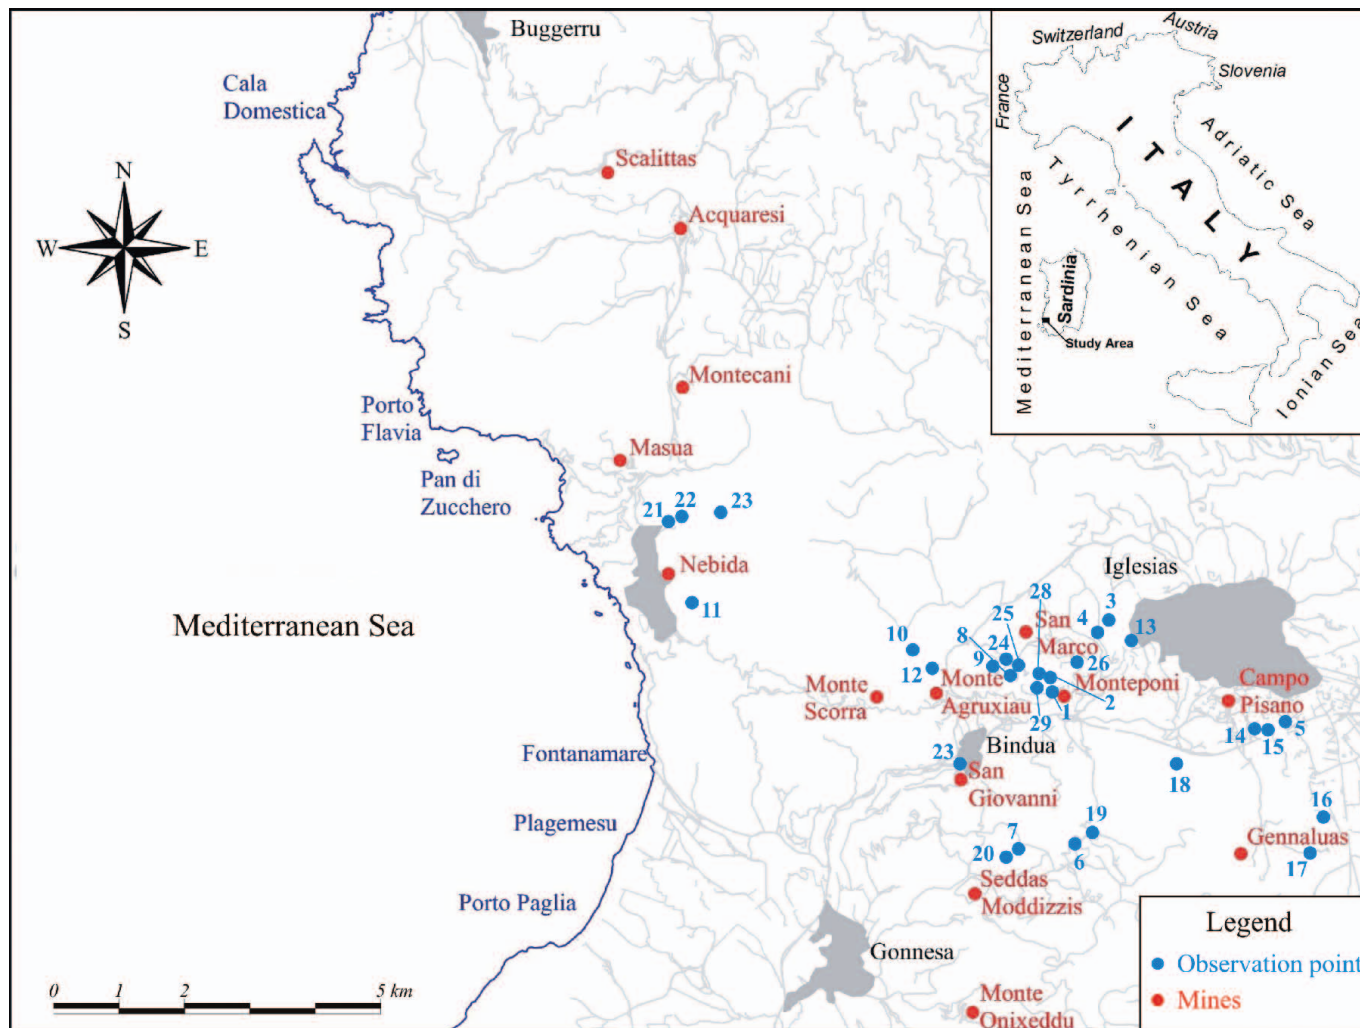 Buggerru
Cala
Domestica
Scalittas
Acquaresi
N
W
E
S
Montecani
Porto
Flavia
Masua
Pan di
Zucchero
21
22
23
Nebida
11
Mediterranean Sea
Switzerland
Austria
Slovenia
France
ITALY
Adriatic Sea
Tyrrhenian Sea
Mediterranean Sea
Sardinia
Study Area
Ionian Sea
Iglesias
28
3
25
4
San
Marco
13
10
8
24
9
26
12
Monte
Agruxiau
Monteponi
2
1
29
Monte
Scorra
Campo
Pisano
14
15
5
Bindua
23
San
Giovanni
18
Fontanamare
Plagemesu
Porto Paglia
16
19
7
20
6
Gennaluas
17
Seddas
Moddizzis
Gonnesa
Monte
Onixeddu
0 1 2 5 km
Legend
Observation point
Mines